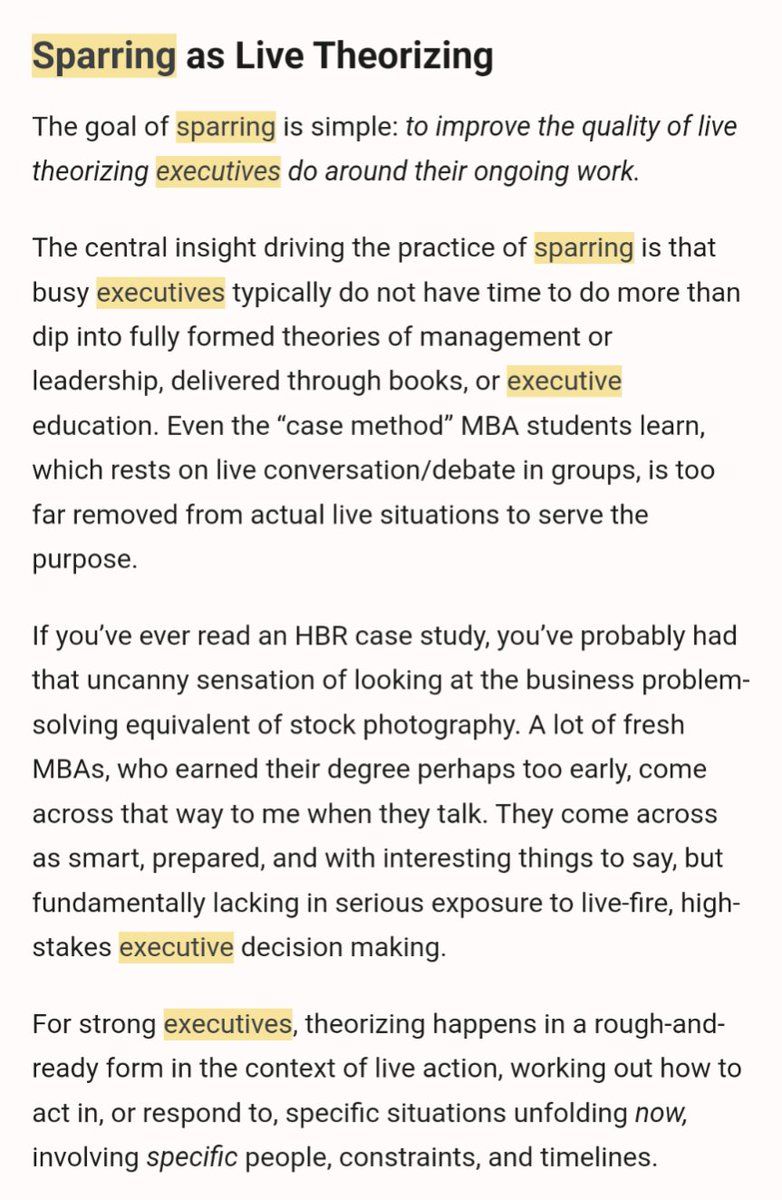 Sparring as Live Theorizing
The goal of sparring is simple: to improve the quality of live
theorizing executives do around their ongoing work.
The central insight driving the practice of sparring is that
busy executives typically do not have time to do more than
dip into fully formed theories of management or
leadership, delivered through books, or executive
education. Even the “case method” MBA students learn,
which rests on live conversation/debate in groups, is too
far removed from actual live situations to serve the
purpose.
If you’ve ever read an HBR case study, you’ve probably had
that uncanny sensation of looking at the business problem-
solving equivalent of stock photography. A lot of fresh
MBAs, who earned their degree perhaps too early, come
across that way to me when they talk. They come across
as smart, prepared, and with interesting things to say, but
fundamentally lacking in serious exposure to live-fire, high-
stakes executive decision making.
For strong executives, theorizing happens in a rough-and-
ready form in the context of live action, working out how to
act in, or respond to, specific situations unfolding now,
involving specific people, constraints, and timelines.